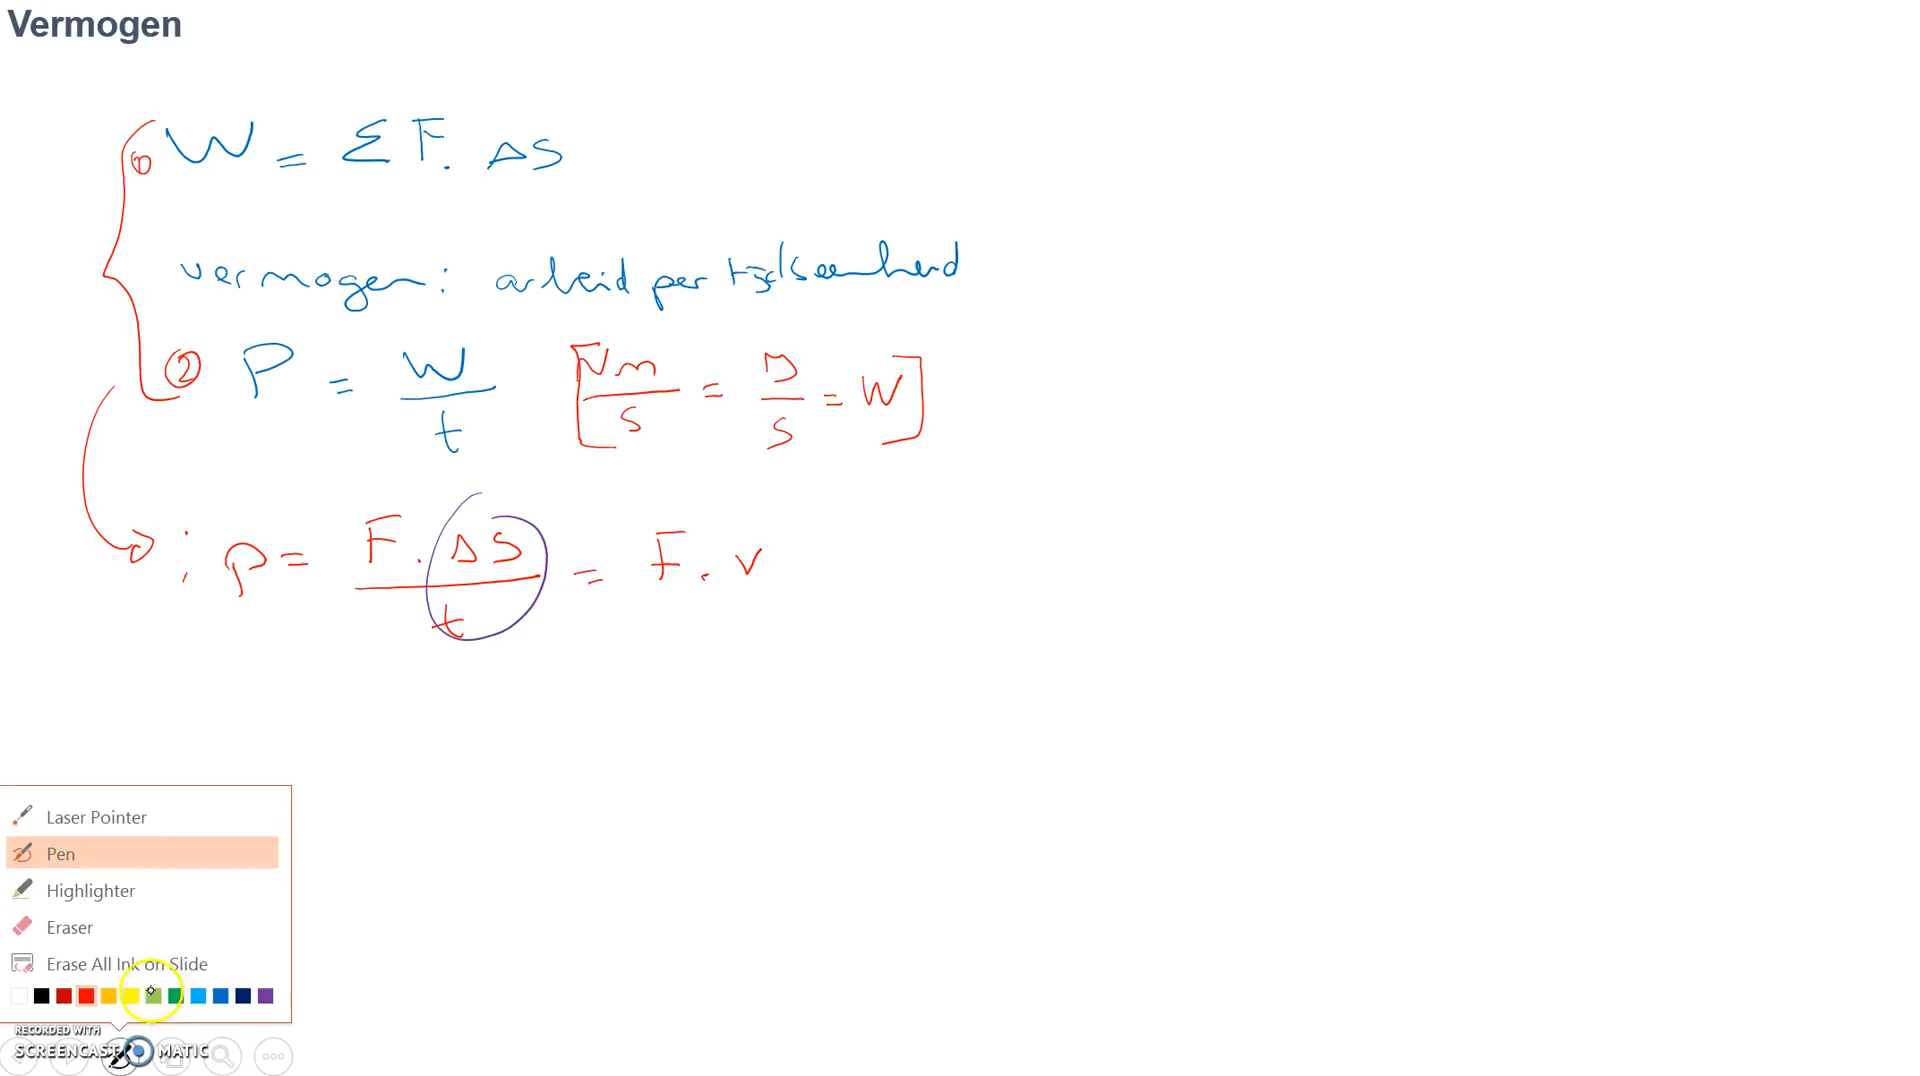 Vermogen
① W = Σ F. ΔS
vermogen: arbeid per tijdseenheid
② P = W/t [Nm/s = J/s = W]
: P = F. ΔS/t = F. v
Laser Pointer
Pen
Highlighter
Eraser
Erase All Ink on Slide
RECORDED WITH
SCREENCAST MATIC